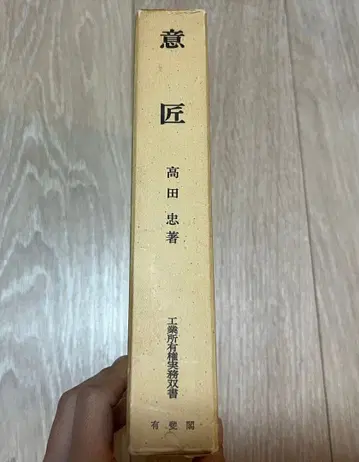 意匠
高田忠著
工業所有権実務双書
有斐閣